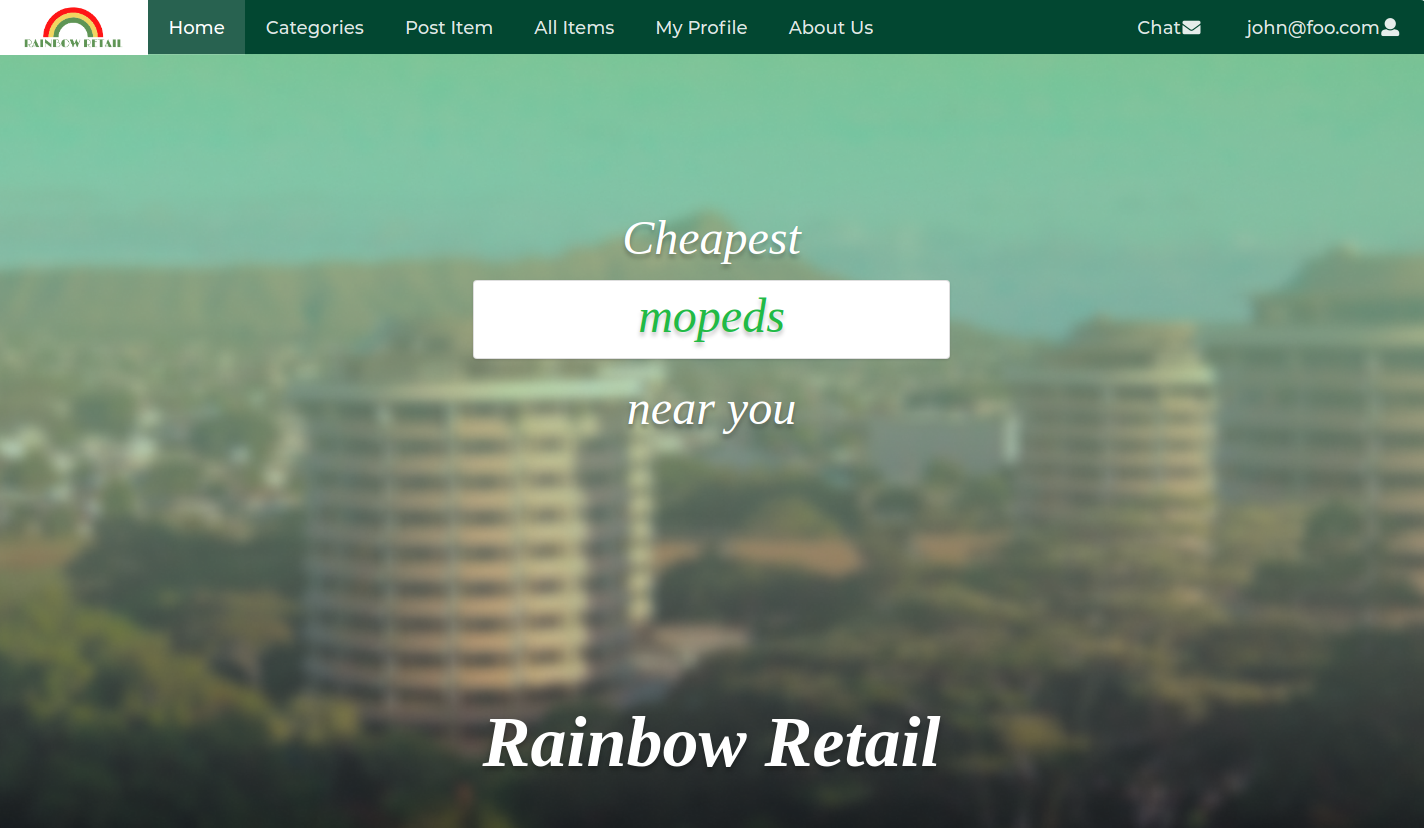 RAINBOW RETAIL
Home Categories Post Item All Items My Profile About Us Chat john@foo.com
Cheapest
mopeds
near you
Rainbow Retail